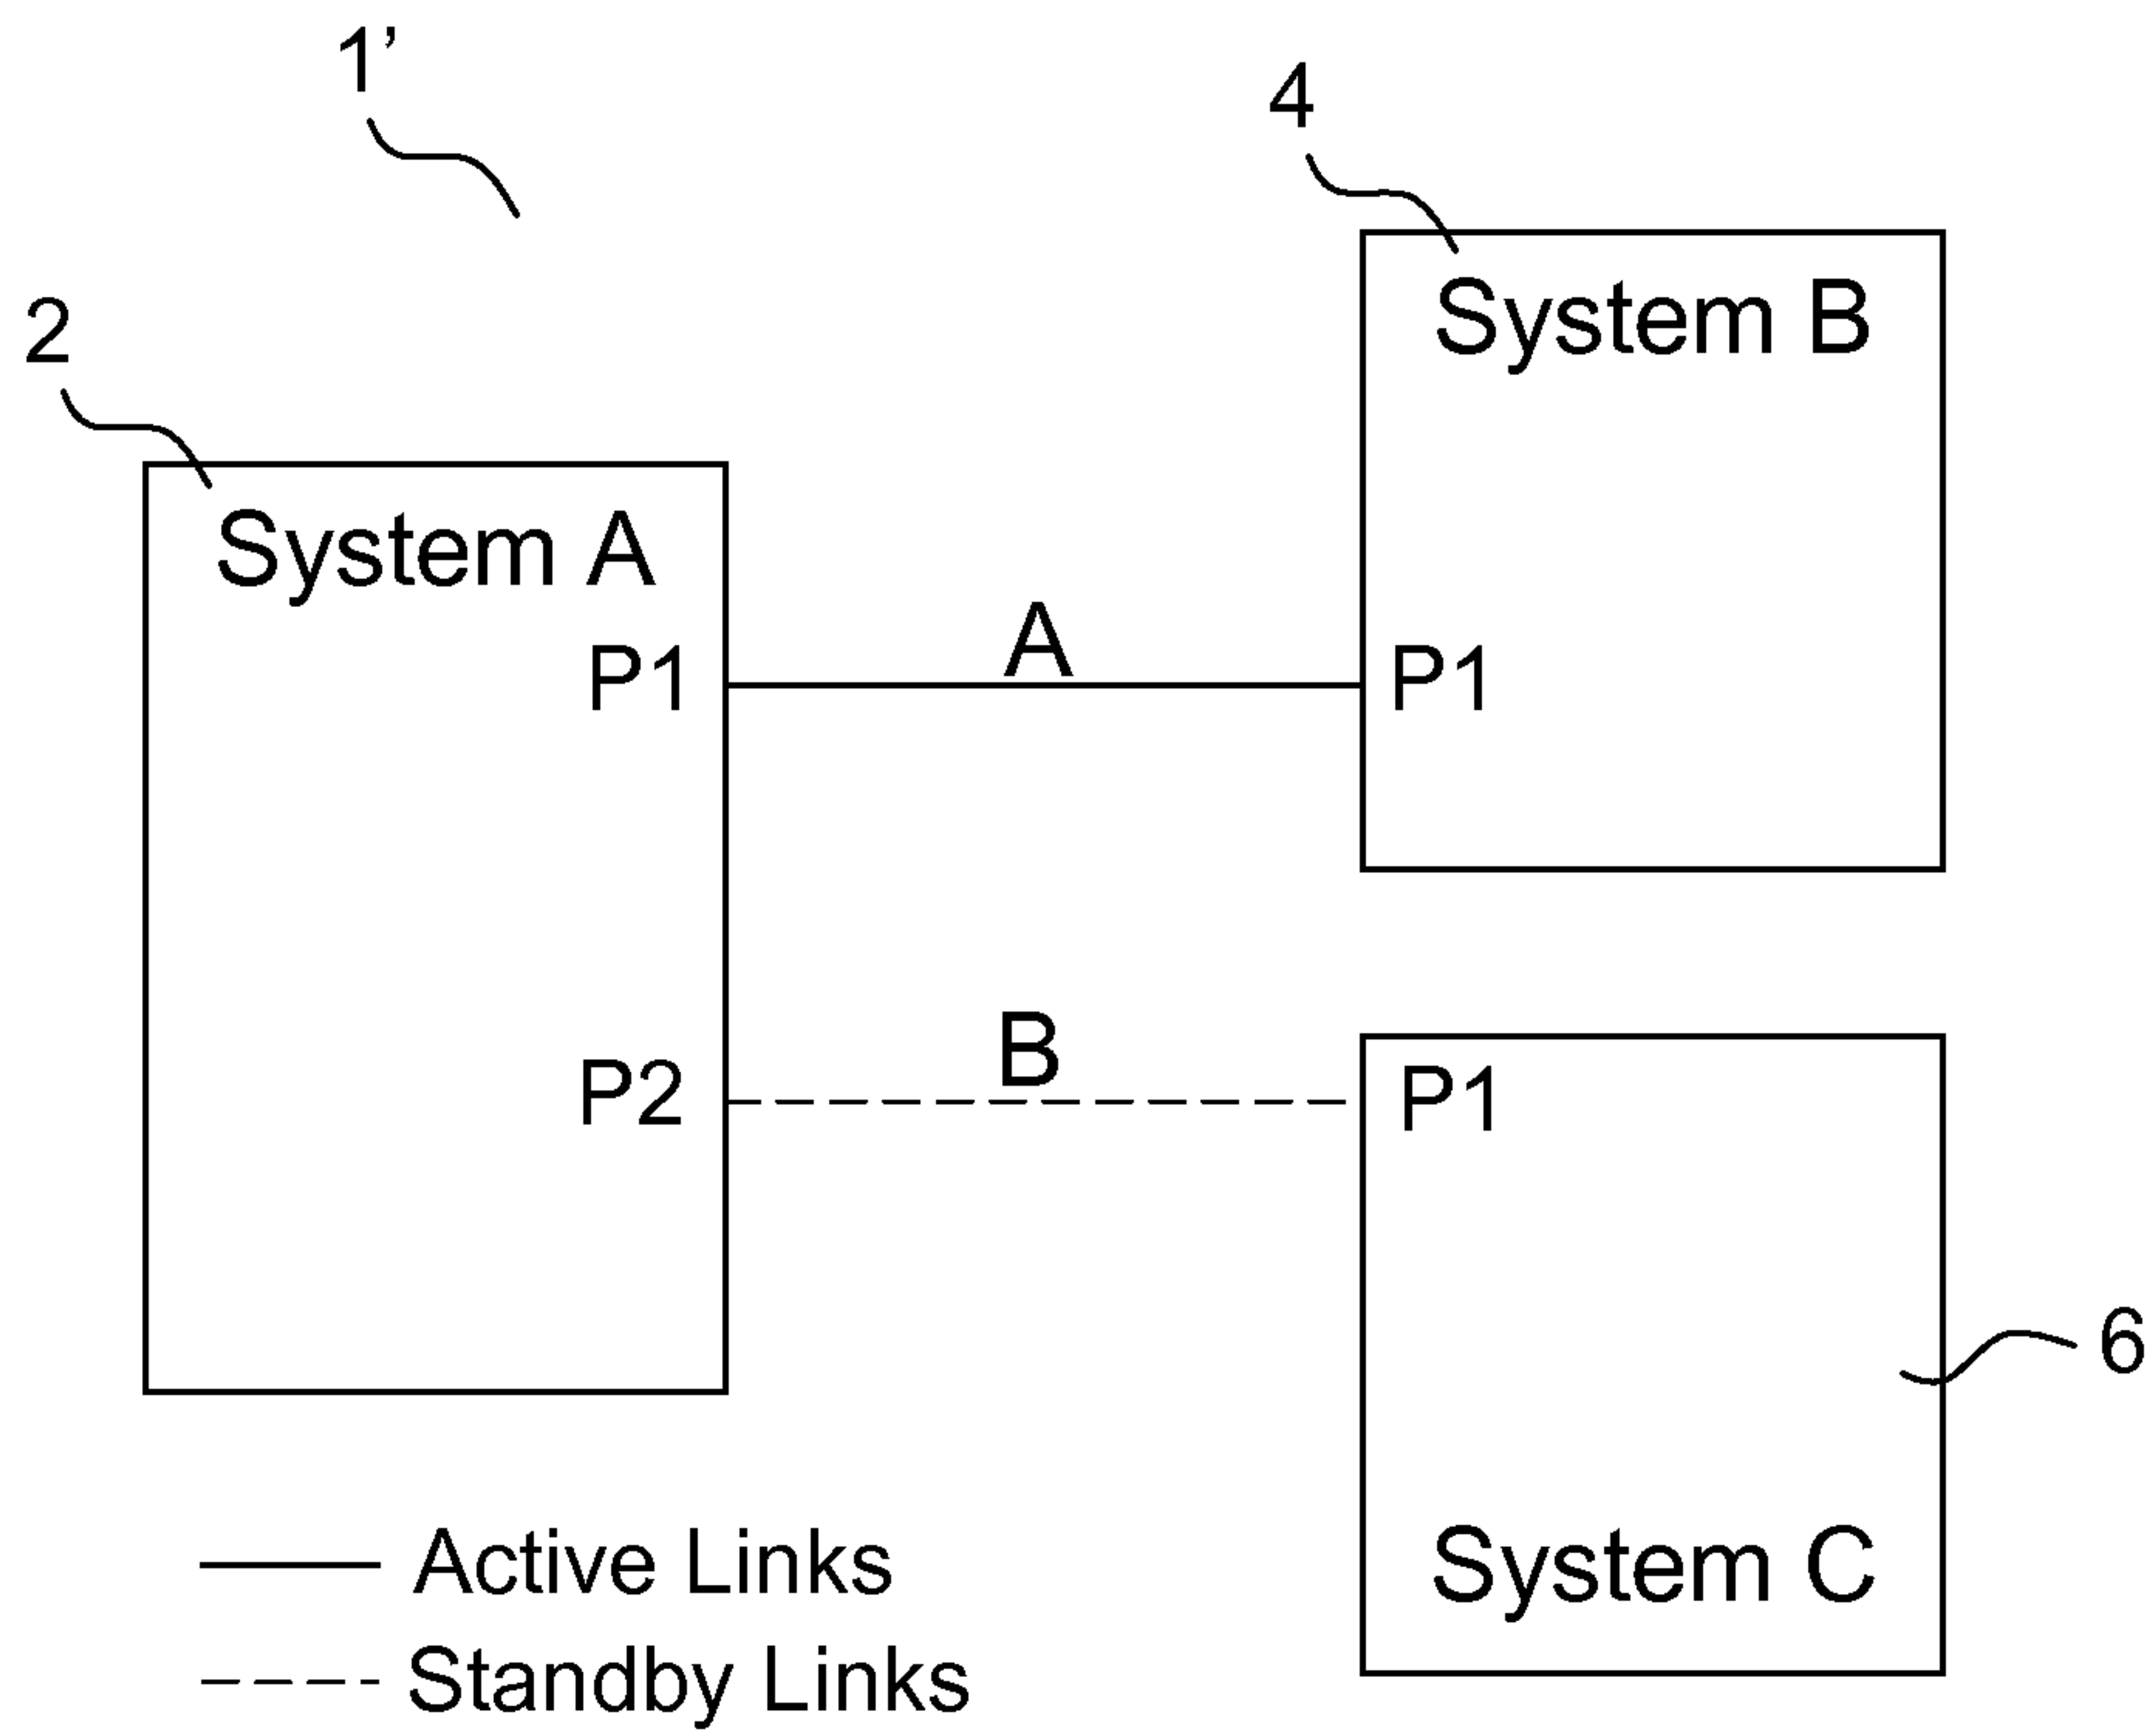 1’
4
2
System B
System A
A
P1
P1
B
P2
P1
6
System C
Active Links
Standby Links